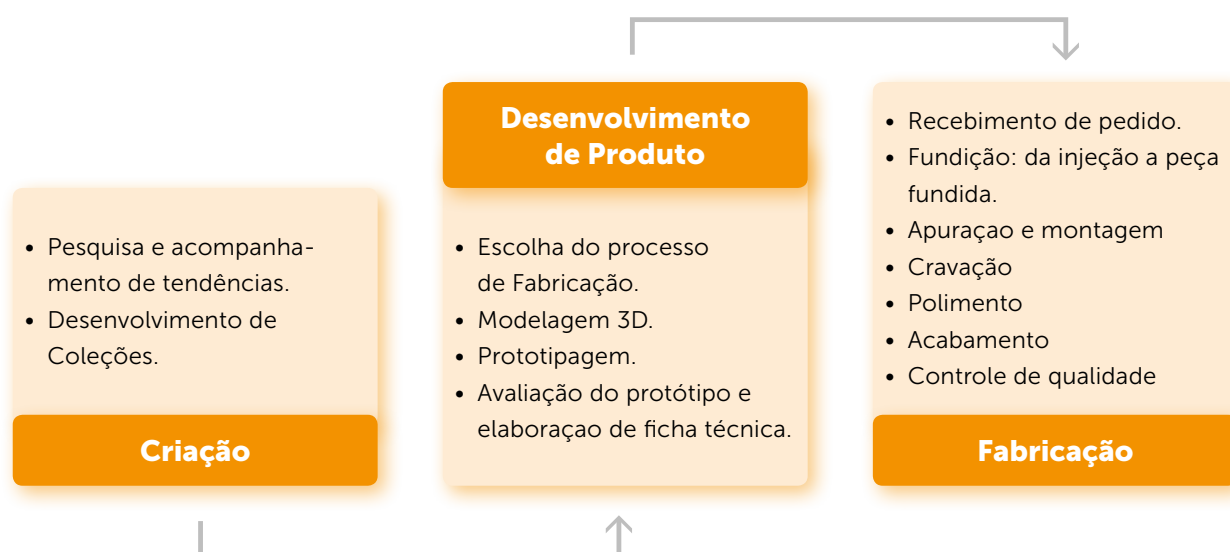 • Pesquisa e acompanha-
mento de tendências.
• Desenvolvimento de
Coleções.
Criação
Desenvolvimento
de Produto
• Escolha do processo
de Fabricação.
• Modelagem 3D.
• Prototipagem.
• Avaliação do protótipo e
elaboraçao de ficha técnica.
• Recebimento de pedido.
• Fundição: da injeção a peça
fundida.
• Apuraçao e montagem
• Cravação
• Polimento
• Acabamento
• Controle de qualidade
Fabricação